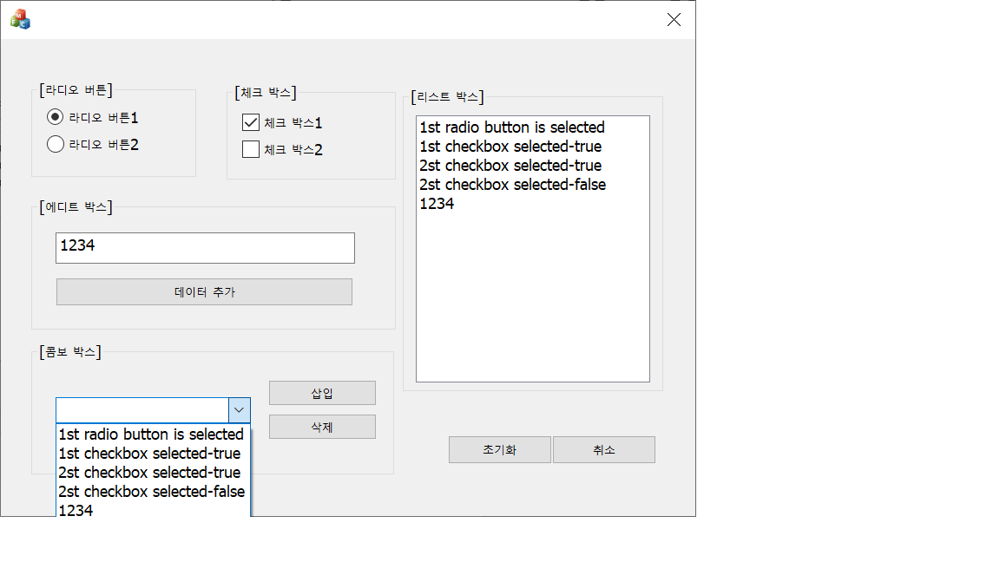 [라디오 버튼]
라디오 버튼1
라디오 버튼2
[체크 박스]
체크 박스1
체크 박스2
[리스트 박스]
1st radio button is selected
1st checkbox selected-true
2st checkbox selected-true
2st checkbox selected-false
1234
[에디트 박스]
1234
데이터 추가
[콤보 박스]
삽입
삭제
1st radio button is selected
1st checkbox selected-true
2st checkbox selected-true
2st checkbox selected-false
1234
초기화
취소